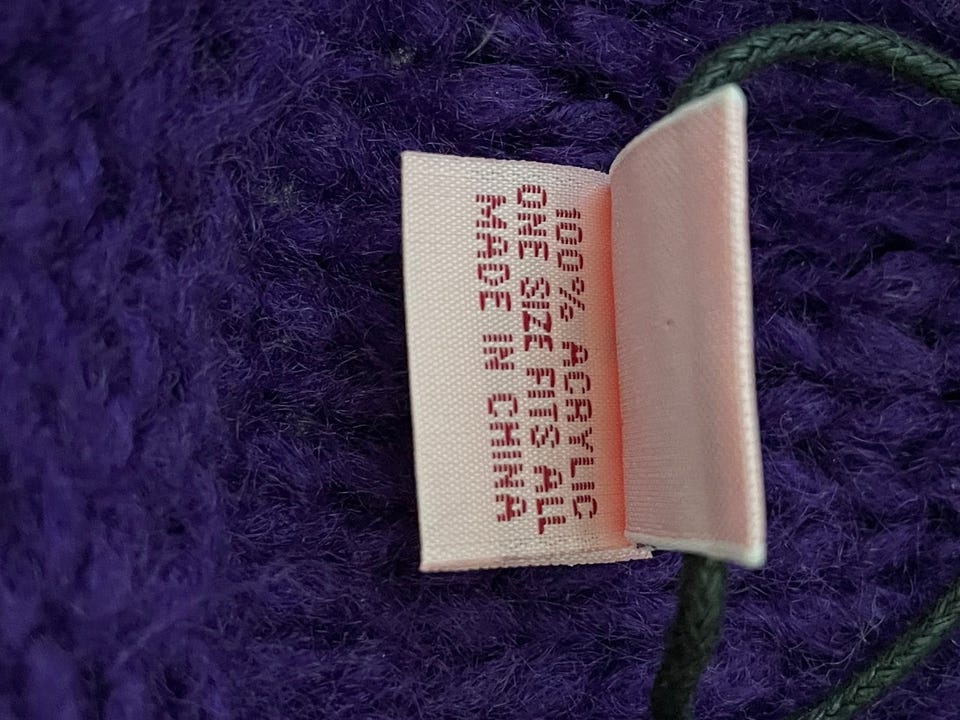 100% ACRYLIC
ONE SIZE FITS ALL
MADE IN CHINA